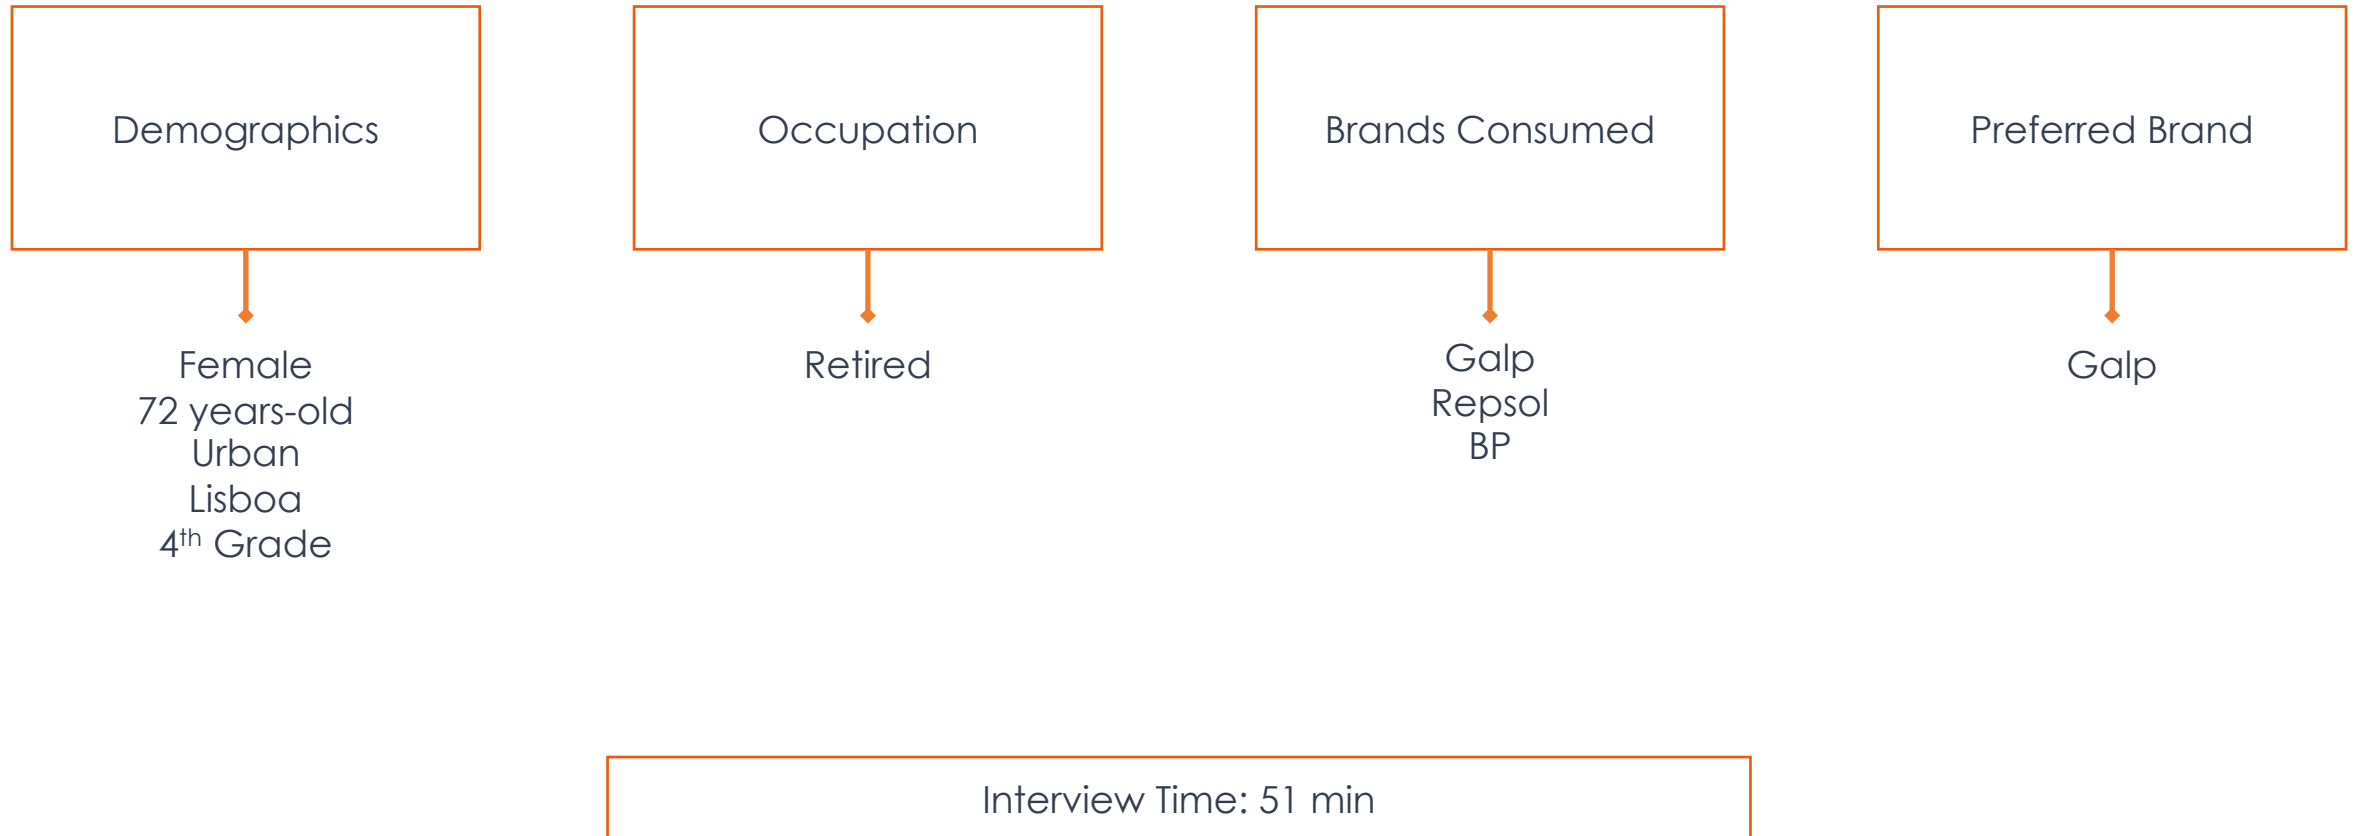 Demographics
Occupation
Brands Consumed
Preferred Brand
Female
72 years-old
Urban
Lisboa
4th Grade
Retired
Galp
Repsol
BP
Galp
Interview Time: 51 min